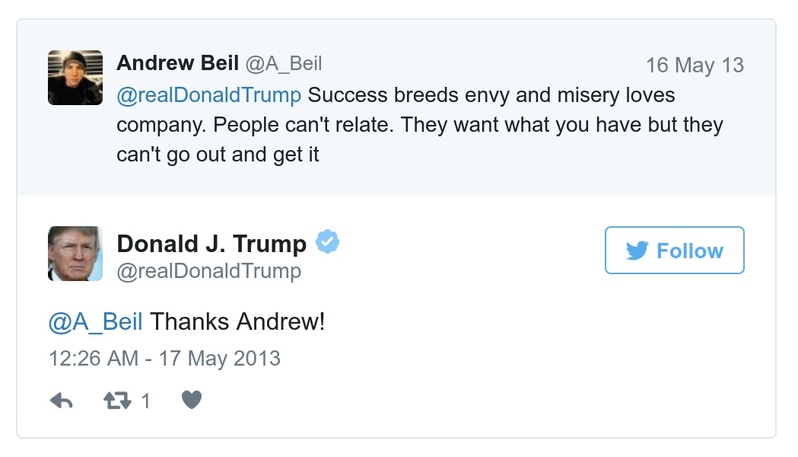 Andrew Beil @A_Beil 16 May 13
@realDonaldTrump Success breeds envy and misery loves
company. People can't relate. They want what you have but they
can't go out and get it
Donald J. Trump
@realDonaldTrump
Follow
@A_Beil Thanks Andrew!
12:26 AM - 17 May 2013
1